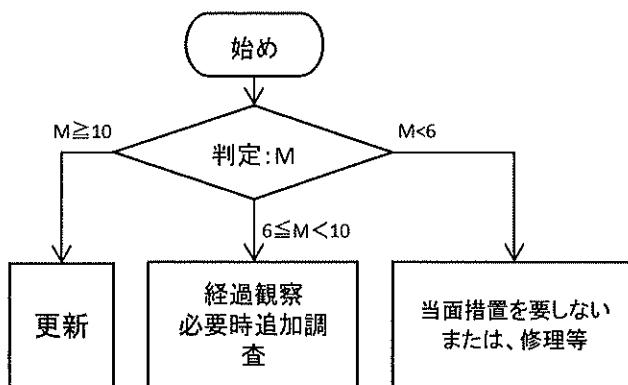 始め
M≧10
判定:M
M<6
6≦M<10
更新
経過観察
必要時追加調
査
当面措置を要しない
または、修理等